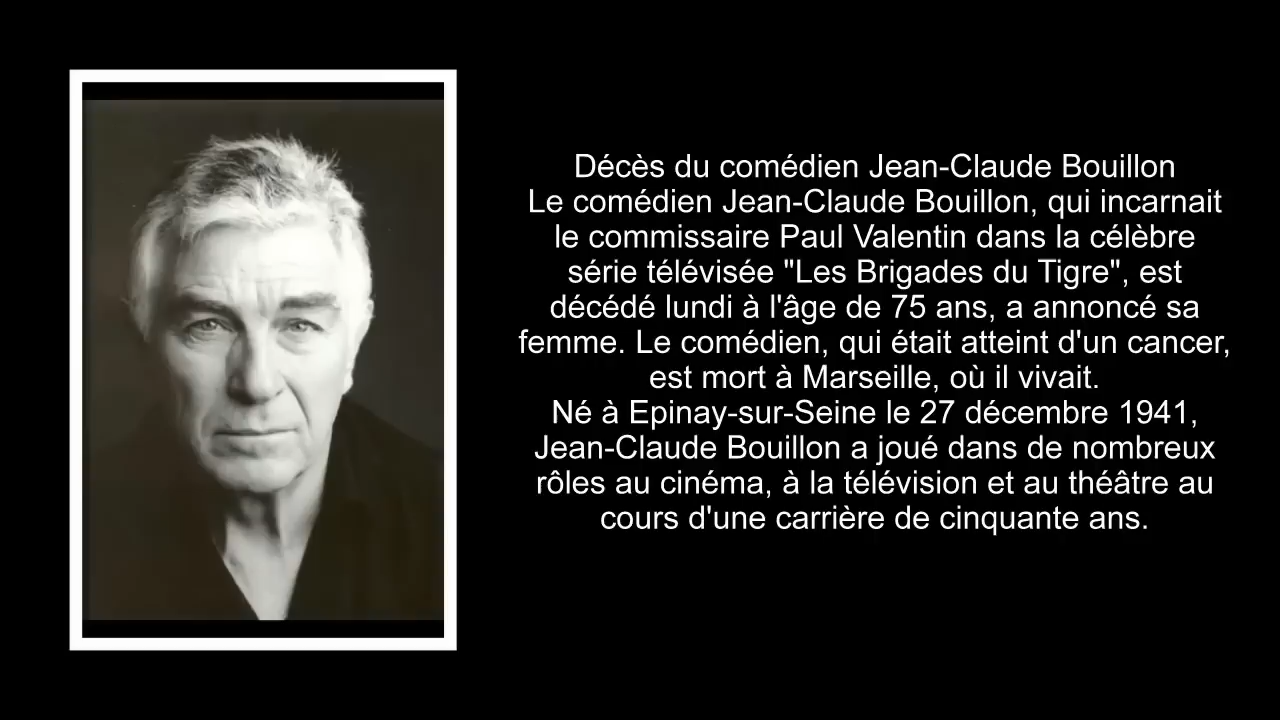 Décès du comédien Jean-Claude Bouillon
Le comédien Jean-Claude Bouillon, qui incarnait
le commissaire Paul Valentin dans la célèbre
série télévisée "Les Brigades du Tigre", est
décédé lundi à l'âge de 75 ans, a annoncé sa
femme. Le comédien, qui était atteint d'un cancer,
est mort à Marseille, où il vivait.
Né à Epinay-sur-Seine le 27 décembre 1941,
Jean-Claude Bouillon a joué dans de nombreux
rôles au cinéma, à la télévision et au théâtre au
cours d'une carrière de cinquante ans.